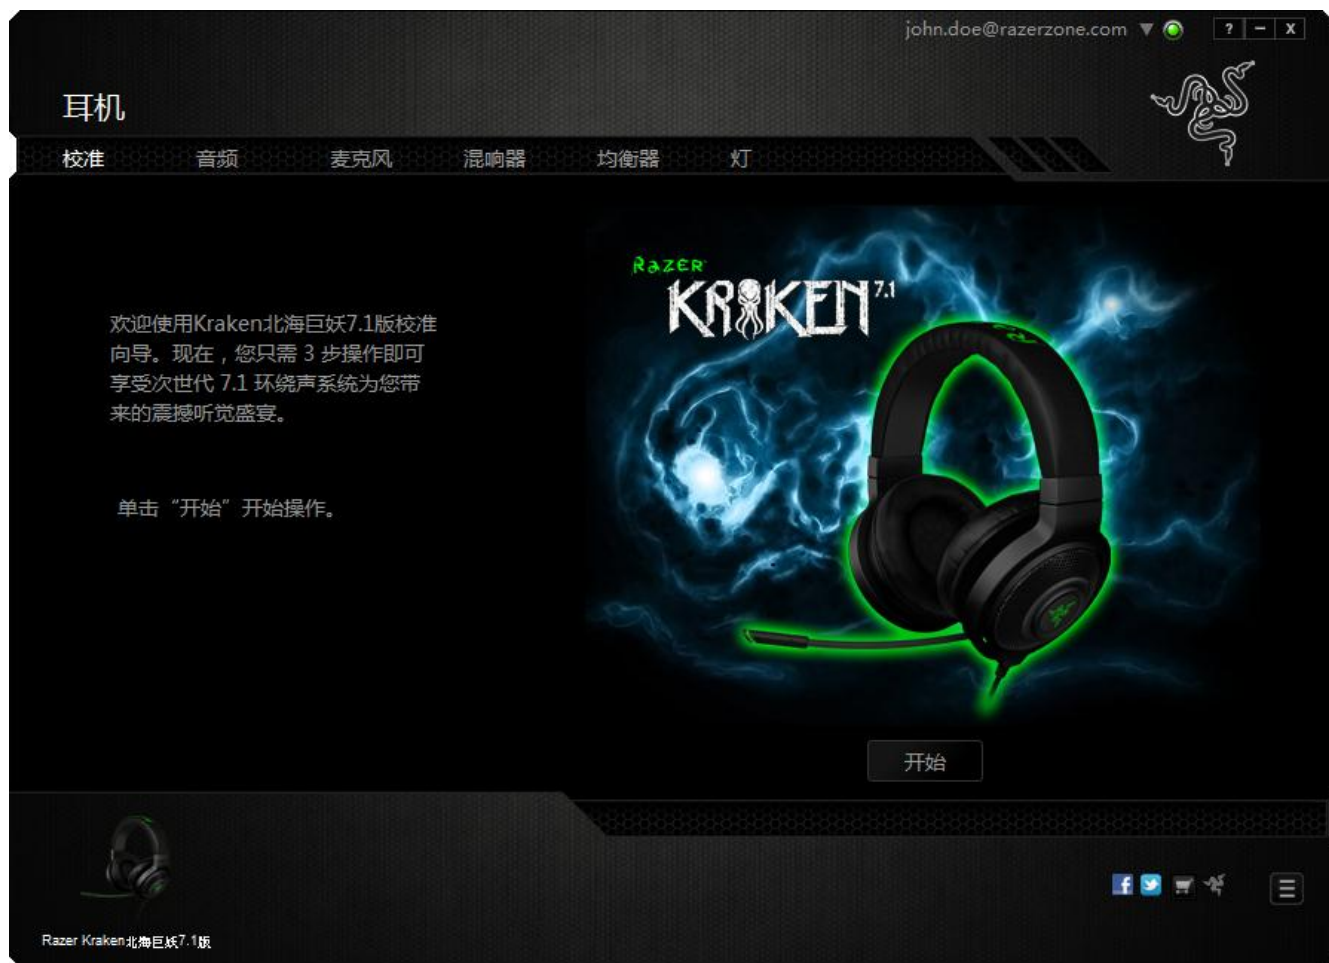 john.doe@razerzone.com
? – X
耳机
校准 音频 麦克风 混响器 均衡器 灯
RAZER
KRAKEN 7.1
欢迎使用Kraken北海巨妖7.1版校准
向导。现在，您只需 3 步操作即可
享受次世代 7.1 环绕声系统为您带
来的震撼听觉盛宴。
单击“开始”开始操作。
开始
Razer Kraken北海巨妖7.1版